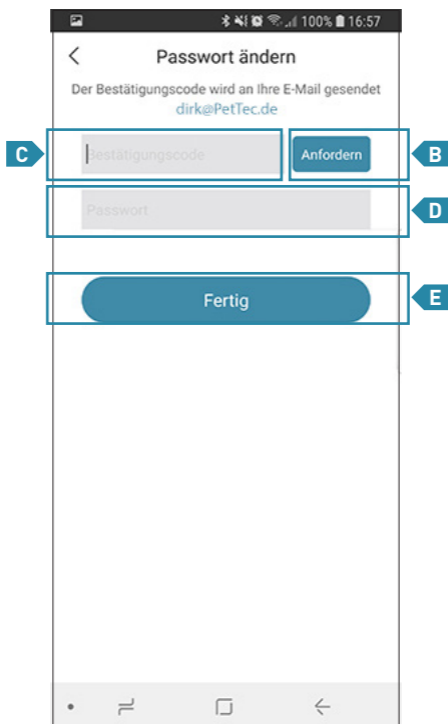 100% 16:57
Passwort ändern
Der Bestätigungscode wird an Ihre E-Mail gesendet
dirk@PetTec.de
C
Bestätigungscode
Anfordern
B
Passwort
D
Fertig
E